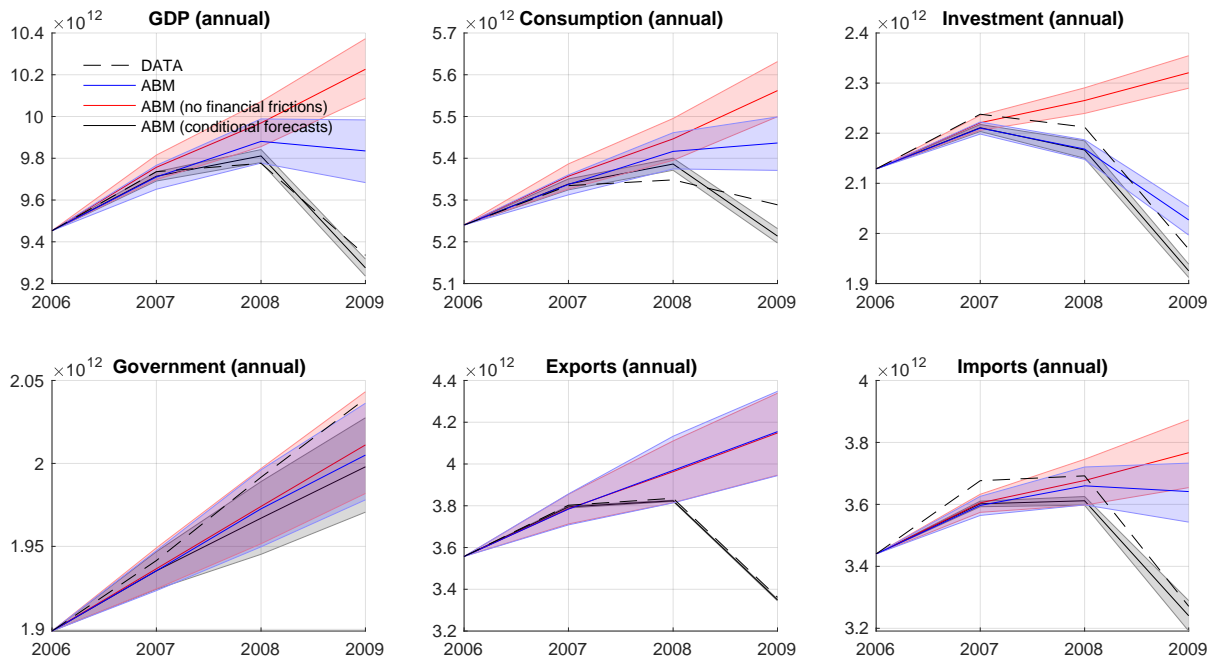 ×10^12 GDP (annual)
10.4
10.2
10
9.8
9.6
9.4
9.2
2006 2007 2008 2009
DATA
ABM
ABM (no financial frictions)
ABM (conditional forecasts)
×10^12 Consumption (annual)
5.7
5.6
5.5
5.4
5.3
5.2
5.1
2006 2007 2008 2009
×10^12 Investment (annual)
2.4
2.3
2.2
2.1
2
1.9
2006 2007 2008 2009
×10^12 Government (annual)
2.05
2
1.95
1.9
2006 2007 2008 2009
×10^12 Exports (annual)
4.4
4.2
4
3.8
3.6
3.4
3.2
2006 2007 2008 2009
×10^12 Imports (annual)
4
3.8
3.6
3.4
3.2
2006 2007 2008 2009